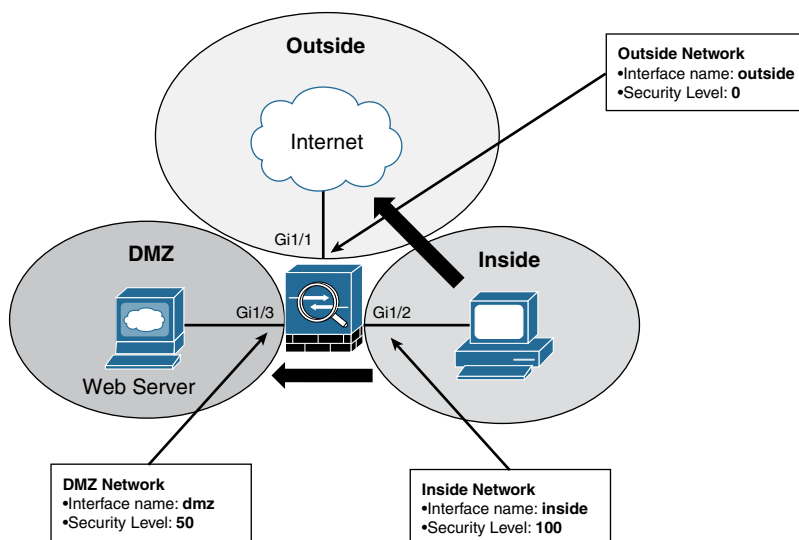 Outside
Internet
Outside Network
•Interface name: outside
•Security Level: 0
Gi1/1
DMZ
Inside
Gi1/3
Gi1/2
Web Server
DMZ Network
•Interface name: dmz
•Security Level: 50
Inside Network
•Interface name: inside
•Security Level: 100